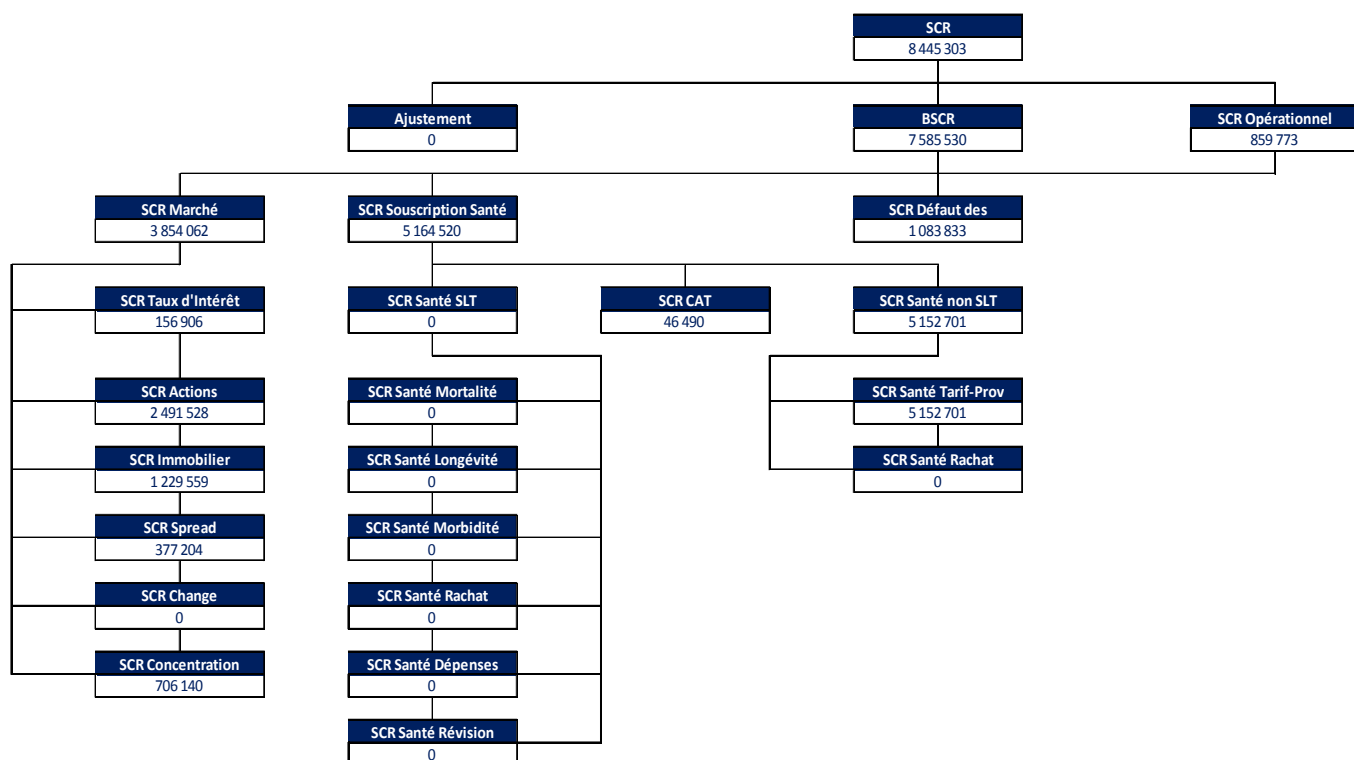 SCR
8 445 303
Ajustement
0
BSCR
7 585 530
SCR Opérationnel
859 773
SCR Marché
3 854 062
SCR Souscription Santé
5 164 520
SCR Défaut des
1 083 833
SCR Taux d'Intérêt
156 906
SCR Santé SLT
0
SCR CAT
46 490
SCR Santé non SLT
5 152 701
SCR Actions
2 491 528
SCR Santé Mortalité
0
SCR Santé Tarif-Prov
5 152 701
SCR Immobilier
1 229 559
SCR Santé Longévité
0
SCR Santé Rachat
0
SCR Spread
377 204
SCR Santé Morbidité
0
SCR Change
0
SCR Santé Rachat
0
SCR Concentration
706 140
SCR Santé Dépenses
0
SCR Santé Révision
0